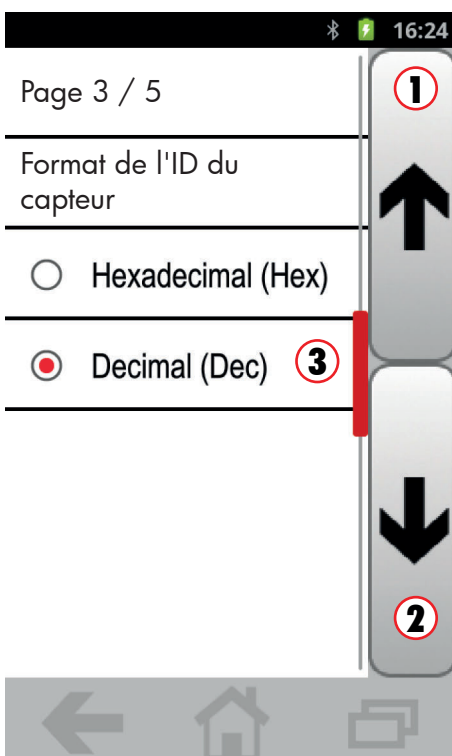 16:24
Page 3 / 5
1
Format de l'ID du
capteur
Hexadecimal (Hex)
Decimal (Dec)
3
2